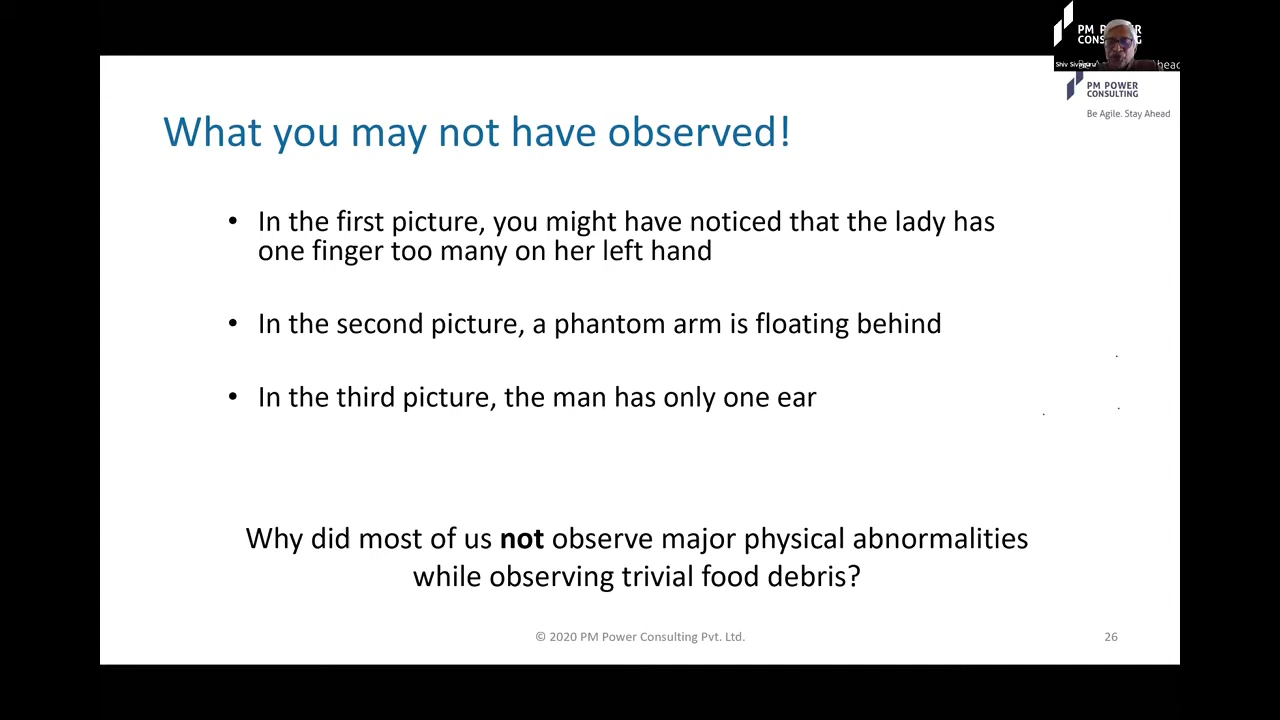 PM POWER
CONSULTING
Be Agile. Stay Ahead
What you may not have observed!
• In the first picture, you might have noticed that the lady has
one finger too many on her left hand
• In the second picture, a phantom arm is floating behind
• In the third picture, the man has only one ear
Why did most of us not observe major physical abnormalities
while observing trivial food debris?
© 2020 PM Power Consulting Pvt. Ltd.
26